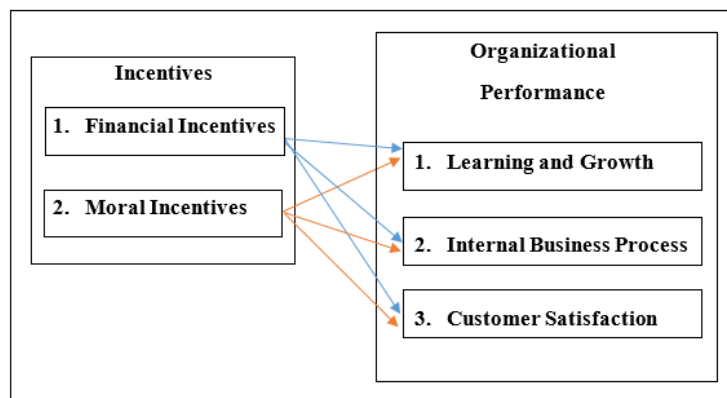 Incentives
1. Financial Incentives
2. Moral Incentives
Organizational
Performance
1. Learning and Growth
2. Internal Business Process
3. Customer Satisfaction